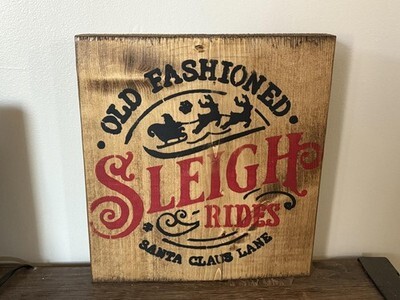 OLD FASHIONED
SLEIGH
RIDES
SANTA CLAUS LANE